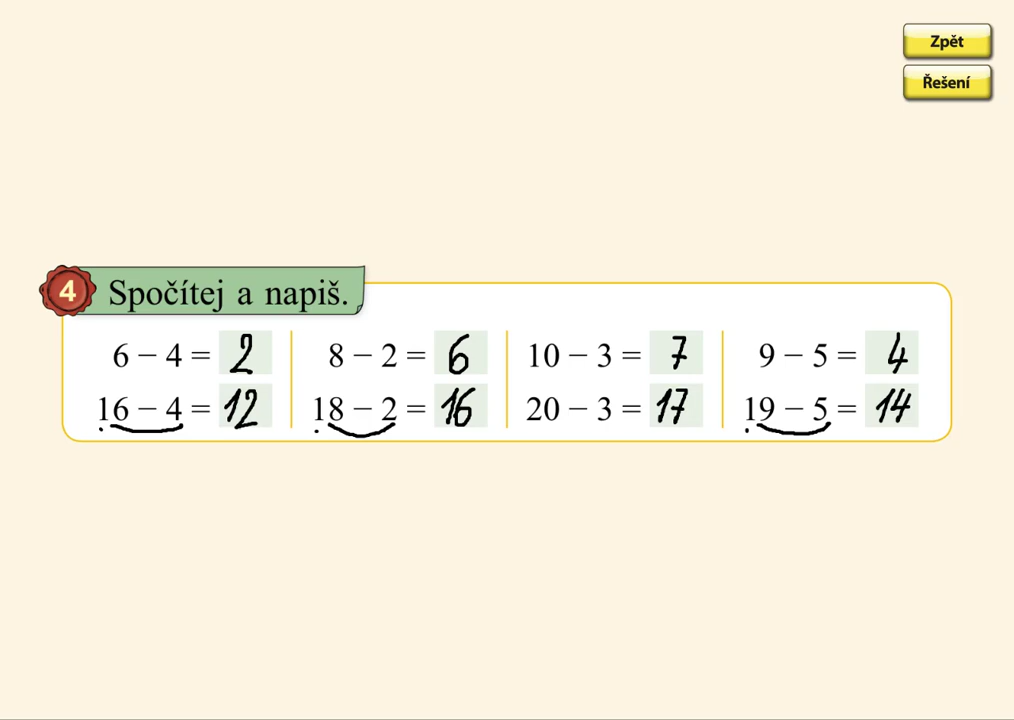 Zpět
Řešení
4 Spočítej a napiš.
6 − 4 = 2 8 − 2 = 6 10 − 3 = 7 9 − 5 = 4
16 − 4 = 12 18 − 2 = 16 20 − 3 = 17 19 − 5 = 14